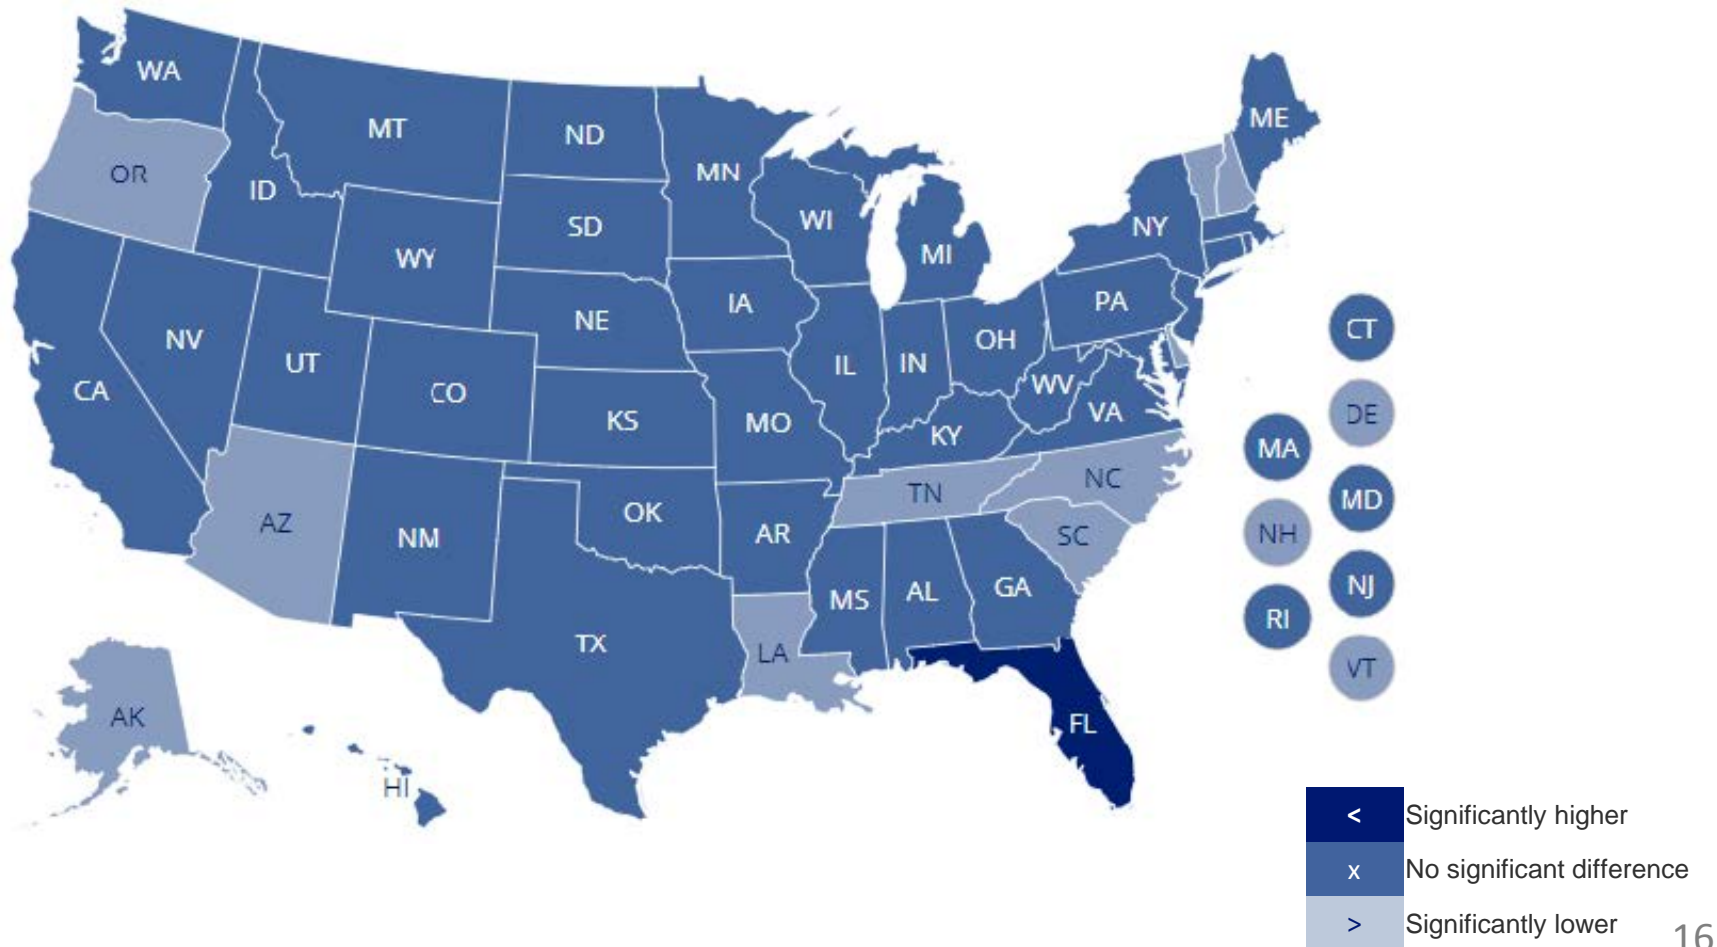 WA
MT
ND
ME
OR
ID
MN
SD
WI
NY
WY
MI
IA
PA
NE
NV
OH
CT
UT
IL
IN
CO
WV
CA
KS
MO
VA
DE
KY
MA
TN
NC
MD
AZ
OK
NM
AR
SC
NH
MS
AL
GA
NJ
RI
TX
LA
VT
AK
FL
HI
< Significantly higher
x No significant difference
> Significantly lower
16